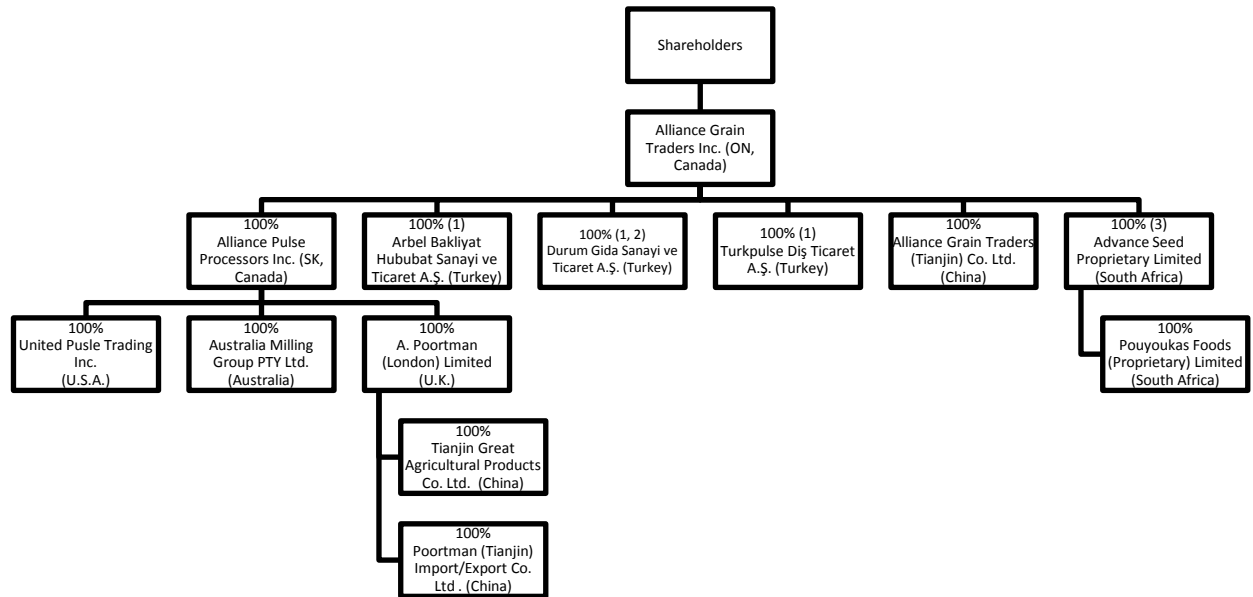 Shareholders
Alliance Grain
Traders Inc. (ON,
Canada)
100%
Alliance Pulse
Processors Inc. (SK,
Canada)
100% (1)
Arbel Bakliyat
Hububat Sanayi ve
Ticaret A.Ş. (Turkey)
100% (1, 2)
Durum Gida Sanayi ve
Ticaret A.Ş. (Turkey)
100% (1)
Turkpulse Diş Ticaret
A.Ş. (Turkey)
100%
Alliance Grain Traders
(Tianjin) Co. Ltd.
(China)
100% (3)
Advance Seed
Proprietary Limited
(South Africa)
100%
United Pusle Trading
Inc.
(U.S.A.)
100%
Australia Milling
Group PTY Ltd.
(Australia)
100%
A. Poortman
(London) Limited
(U.K.)
100%
Pouyoukas Foods
(Proprietary) Limited
(South Africa)
100%
Tianjin Great
Agricultural Products
Co. Ltd. (China)
100%
Poortman (Tianjin)
Import/Export Co.
Ltd . (China)